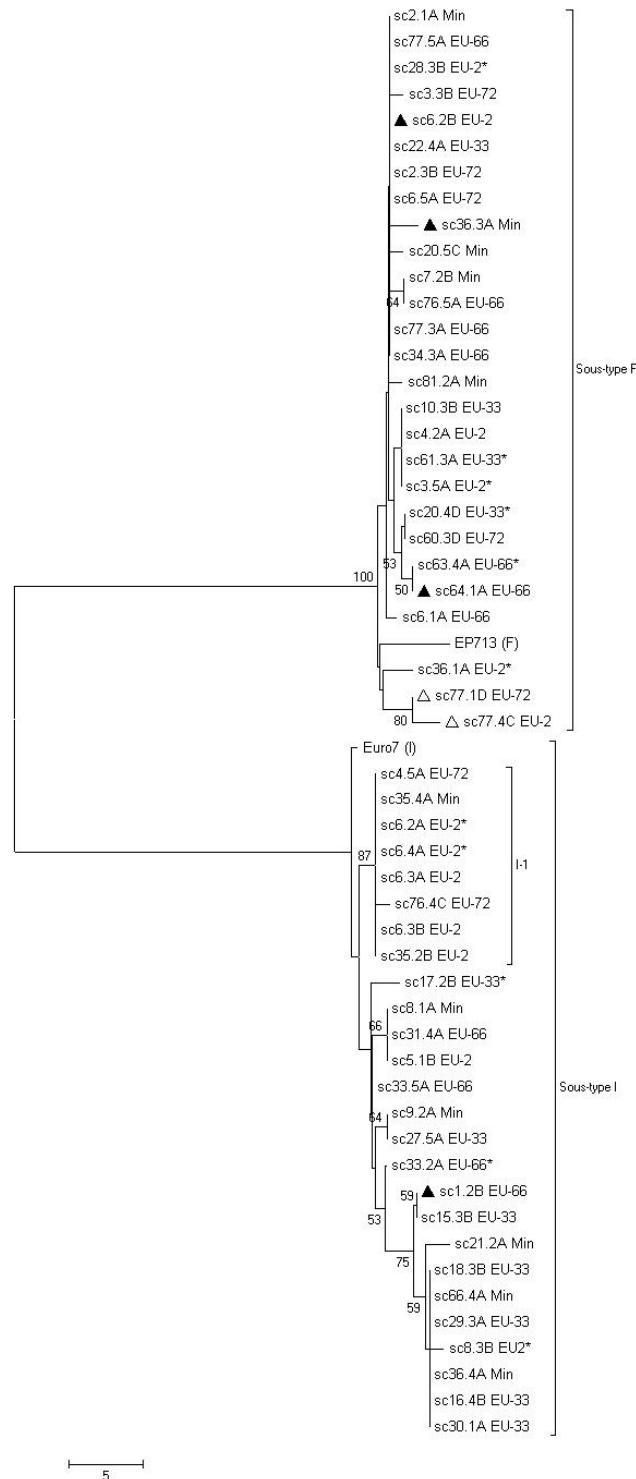 sc2.1A Min
sc77.5A EU-66
sc28.3B EU-2*
sc3.3B EU-72
sc6.2B EU-2
sc22.4A EU-33
sc2.3B EU-72
sc6.5A EU-72
sc36.3A Min
sc20.5C Min
sc7.2B Min
64
sc76.5A EU-66
sc77.3A EU-66
sc34.3A EU-66
Sous-type F
sc81.2A Min
sc10.3B EU-33
sc4.2A EU-2
sc61.3A EU-33*
sc3.5A EU-2*
sc20.4D EU-33*
sc60.3D EU-72
53
sc63.4A EU-66*
100
50
sc64.1A EU-66
sc6.1A EU-66
EP713 (F)
sc36.1A EU-2*
sc77.1D EU-72
80
sc77.4C EU-2
Euro7 (I)
sc4.5A EU-72
sc35.4A Min
sc6.2A EU-2*
sc6.4A EU-2*
87
I-1
sc6.3A EU-2
sc76.4C EU-72
sc6.3B EU-2
sc35.2B EU-2
sc17.2B EU-33*
sc8.1A Min
66
sc31.4A EU-66
sc5.1B EU-2
sc33.5A EU-66
Sous-type I
sc9.2A Min
64
sc27.5A EU-33
sc33.2A EU-66*
59
sc1.2B EU-66
sc15.3B EU-33
53
sc21.2A Min
75
sc18.3B EU-33
sc66.4A Min
59
sc29.3A EU-33
sc8.3B EU2*
sc36.4A Min
sc16.4B EU-33
sc30.1A EU-33
5